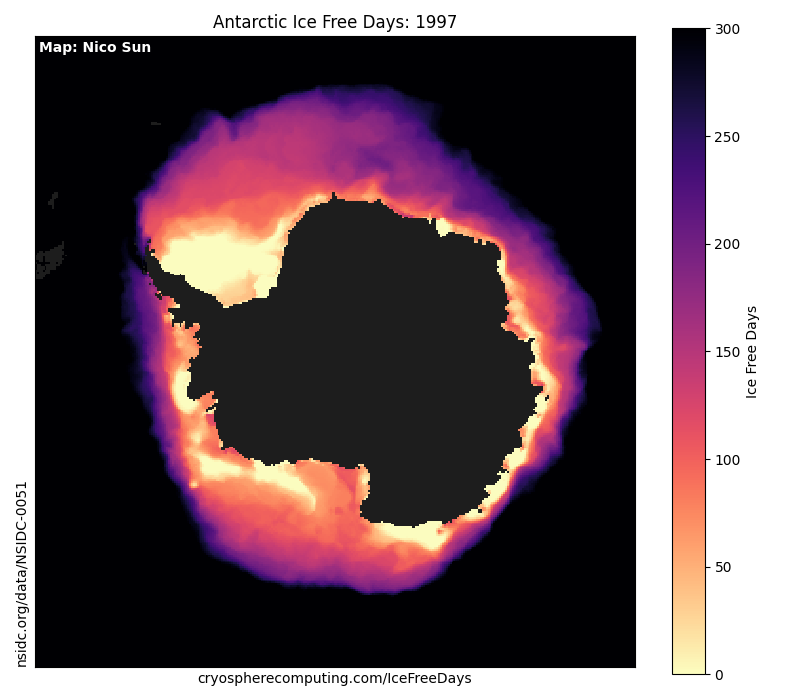 Antarctic Ice Free Days: 1997
Map: Nico Sun
300
250
200
150
100
50
0
Ice Free Days
nsidc.org/data/NSIDC-0051
cryospherecomputing.com/IceFreeDays